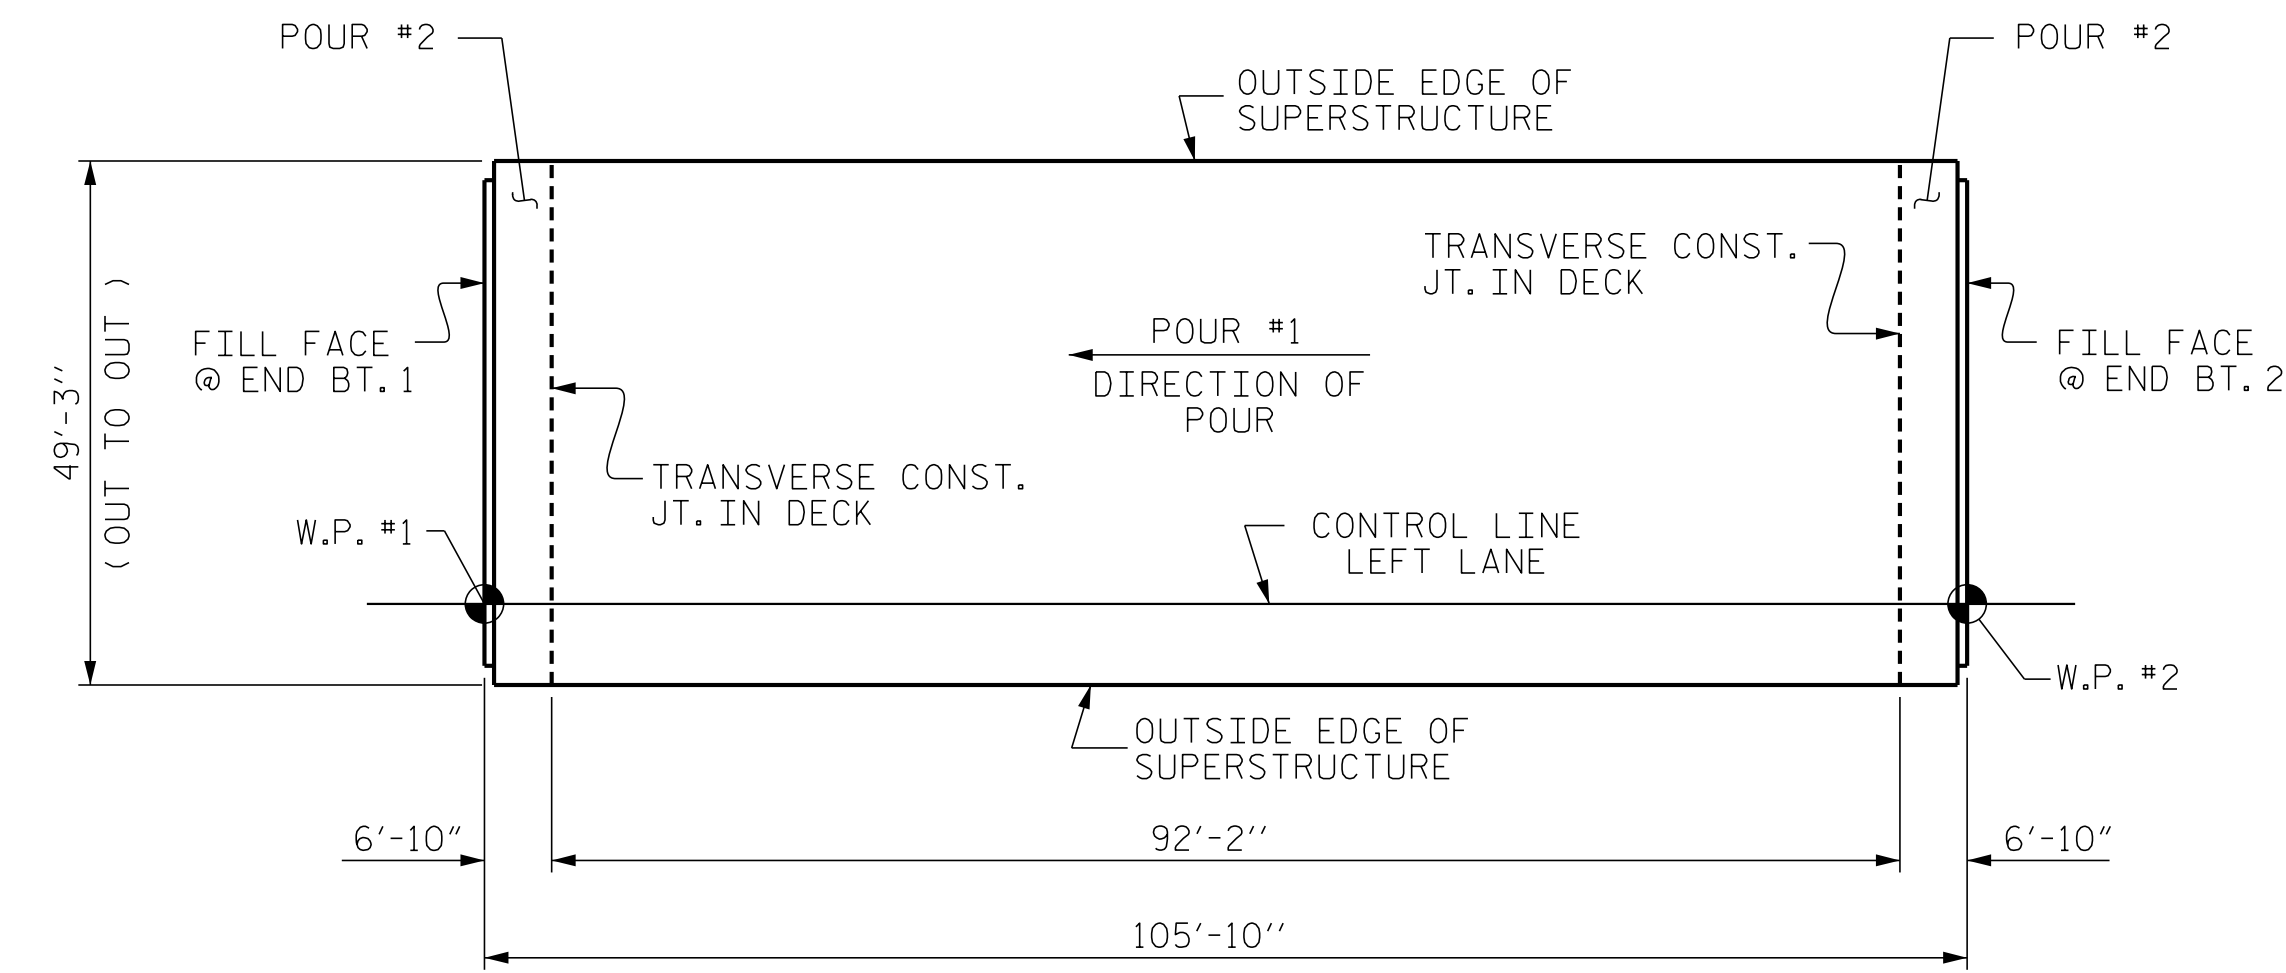 POUR #2
POUR #2
OUTSIDE EDGE OF
SUPERSTRUCTURE
TRANSVERSE CONST.
JT. IN DECK
POUR #1
DIRECTION OF
POUR
FILL FACE
@ END BT. 1
FILL FACE
@ END BT. 2
49'-3"
( OUT TO OUT )
TRANSVERSE CONST.
JT. IN DECK
W.P. #1
CONTROL LINE
LEFT LANE
W.P. #2
OUTSIDE EDGE OF
SUPERSTRUCTURE
6'-10"
92'-2"
6'-10"
105'-10"